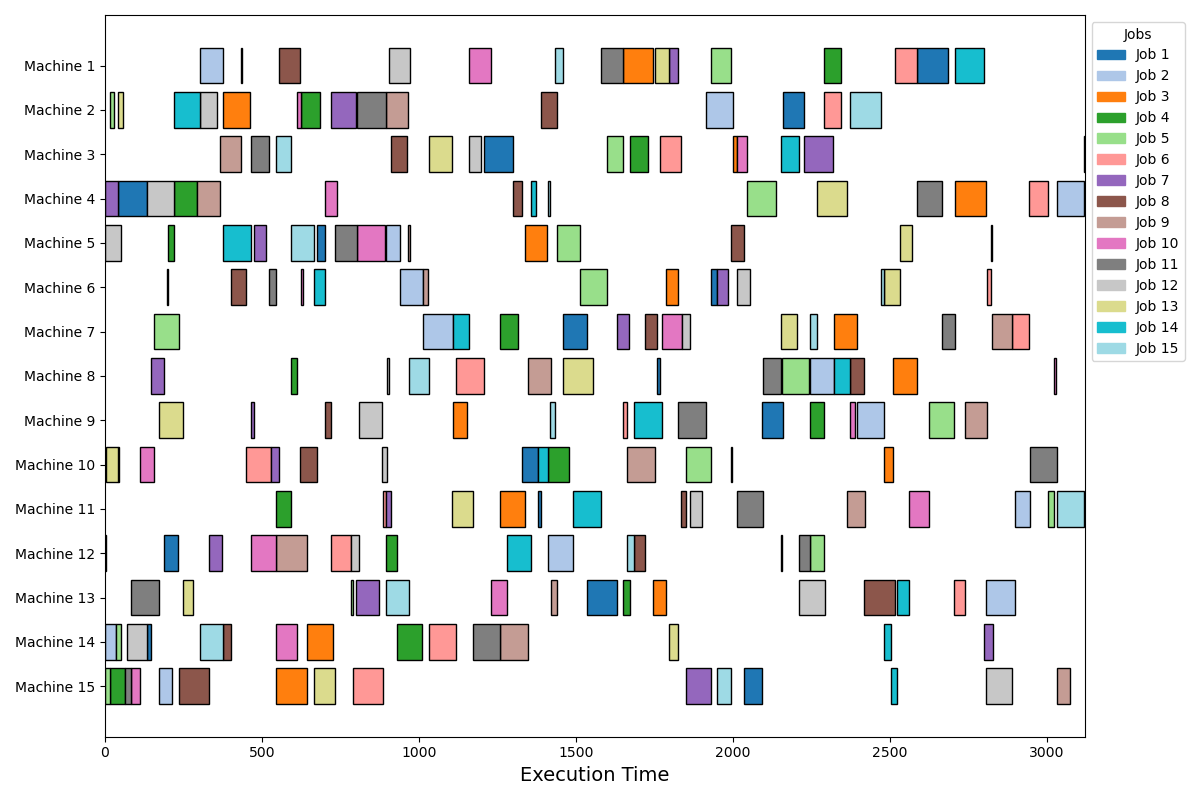 Machine 1
Machine 2
Machine 3
Machine 4
Machine 5
Machine 6
Machine 7
Machine 8
Machine 9
Machine 10
Machine 11
Machine 12
Machine 13
Machine 14
Machine 15
0 500 1000 1500 2000 2500 3000
Execution Time
Jobs
Job 1
Job 2
Job 3
Job 4
Job 5
Job 6
Job 7
Job 8
Job 9
Job 10
Job 11
Job 12
Job 13
Job 14
Job 15